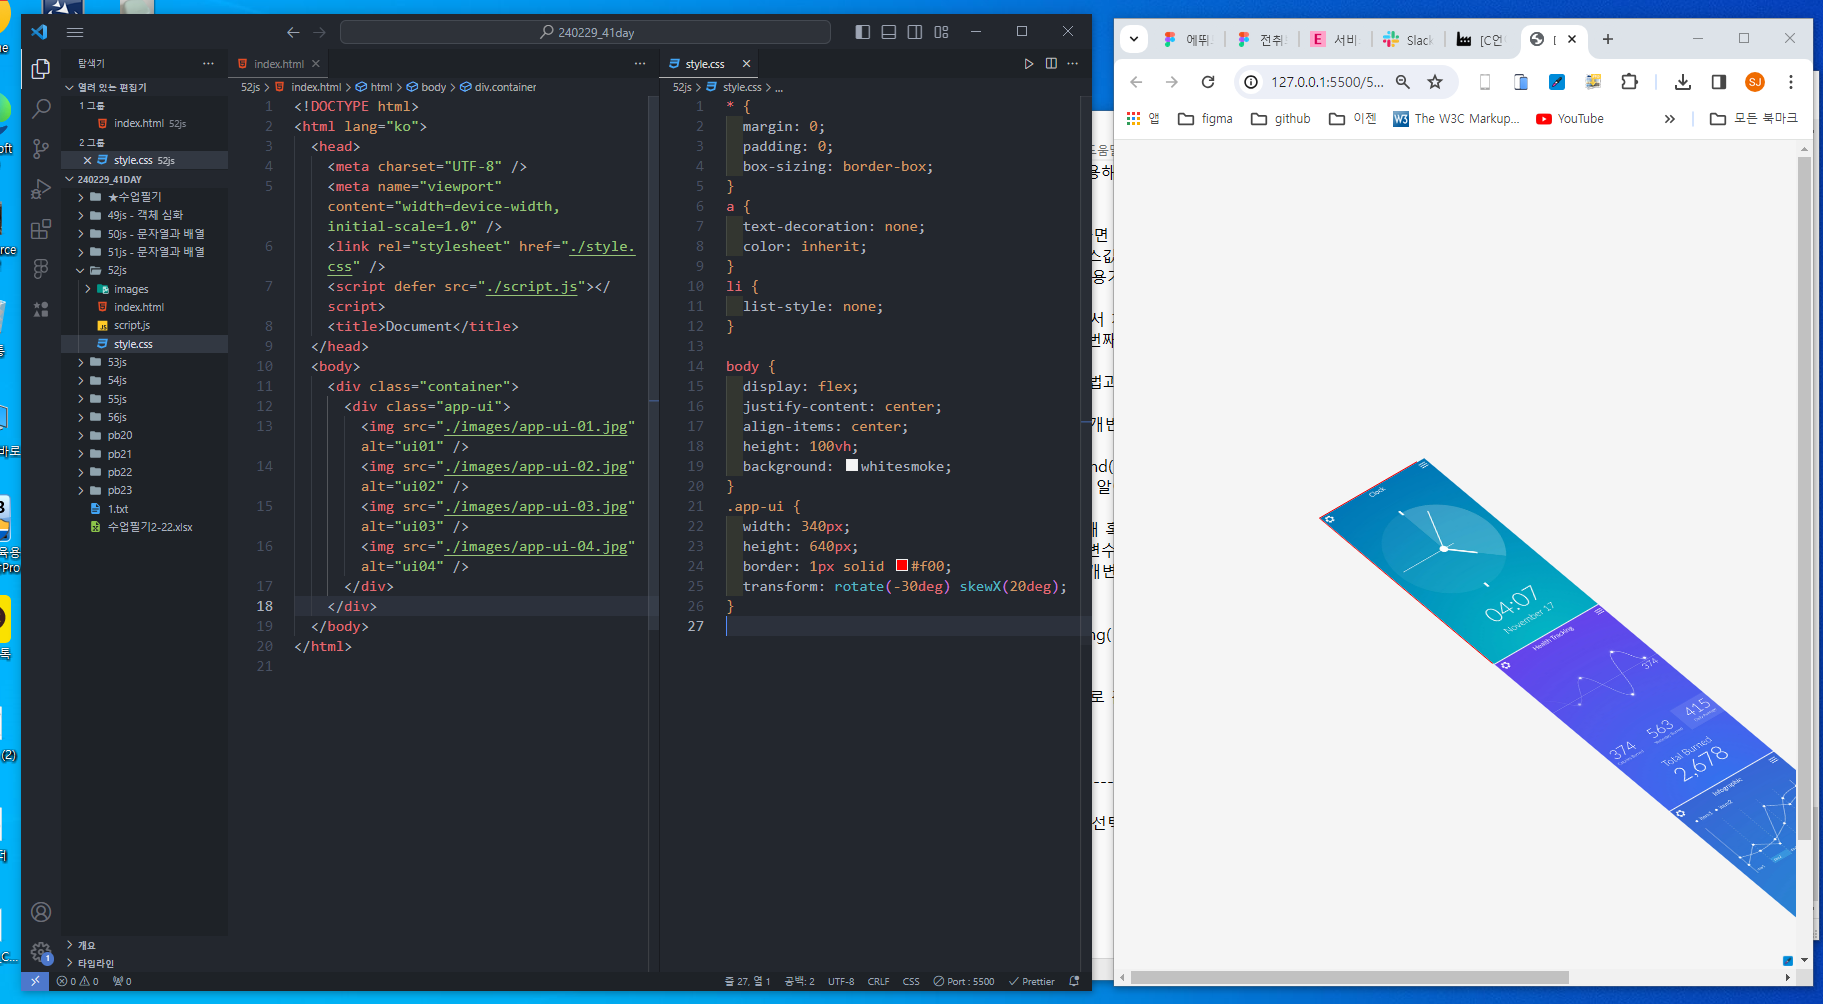 240229_41day
탐색기
열려 있는 편집기
1 그룹
index.html 52js
2 그룹
style.css 52js
240229_41DAY
★수업필기
49js - 객체 심화
50js - 문자열과 배열
51js - 문자열과 배열
52js
images
index.html
script.js
style.css
53js
54js
55js
56js
pb20
pb21
pb22
pb23
1.txt
수업필기2-22.xlsx
개요
타임라인
index.html
52js > index.html > html > body > div.container
1 <!DOCTYPE html>
2 <html lang="ko">
3 <head>
4 <meta charset="UTF-8" />
5 <meta name="viewport"
content="width=device-width,
initial-scale=1.0" />
6 <link rel="stylesheet" href="./style.
css" />
7 <script defer src="./script.js"></
script>
8 <title>Document</title>
9 </head>
10 <body>
11 <div class="container">
12 <div class="app-ui">
13 <img src="./images/app-ui-01.jpg"
alt="ui01" />
14 <img src="./images/app-ui-02.jpg"
alt="ui02" />
15 <img src="./images/app-ui-03.jpg"
alt="ui03" />
16 <img src="./images/app-ui-04.jpg"
alt="ui04" />
17 </div>
18 </div>
19 </body>
20 </html>
21
style.css
52js > style.css > ...
1 * {
2 margin: 0;
3 padding: 0;
4 box-sizing: border-box;
5 }
6 a {
7 text-decoration: none;
8 color: inherit;
9 }
10 li {
11 list-style: none;
12 }
13
14 body {
15 display: flex;
16 justify-content: center;
17 align-items: center;
18 height: 100vh;
19 background: whitesmoke;
20 }
21 .app-ui {
22 width: 340px;
23 height: 640px;
24 border: 1px solid #f00;
25 transform: rotate(-30deg) skewX(20deg);
26 }
27
0 0 0
줄 27, 열 1 공백: 2 UTF-8 CRLF CSS Port : 5500 Prettier
에뛰 전취 서비 Slack [C언 [
127.0.0.1:5500/5...
SJ
앱 figma github 이젠 The W3C Markup... YouTube » 모든 북마크
Clock
04:07
November 17
Health Tracking
374
374 563 415
Total Burned
2,678
Infographic